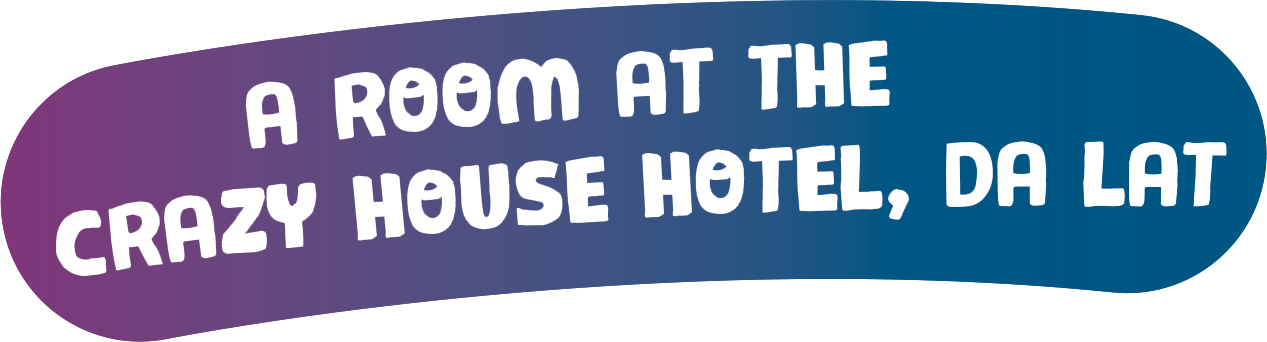 A ROOM AT THE
CRAZY HOUSE HOTEL, DA LAT